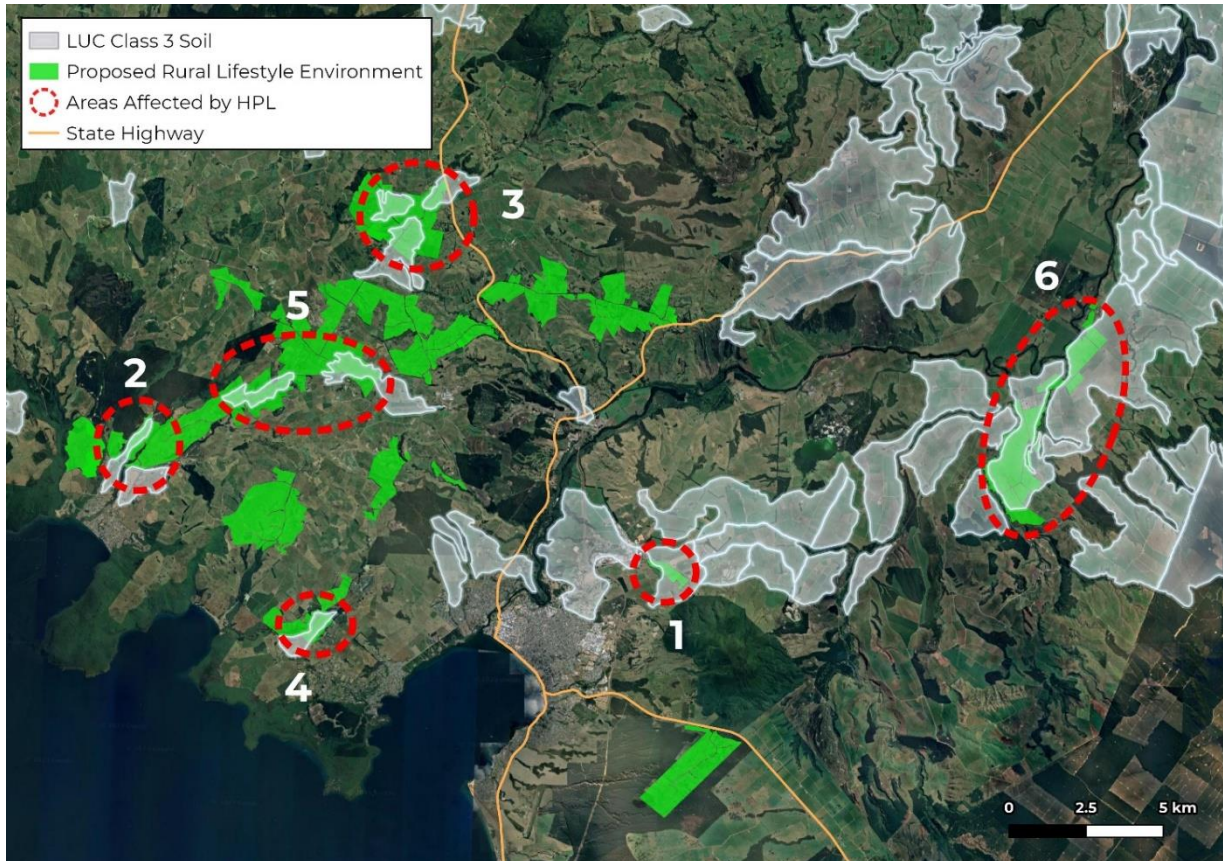 LUC Class 3 Soil
Proposed Rural Lifestyle Environment
Areas Affected by HPL
State Highway
3
6
5
2
1
4
0 2.5 5 km